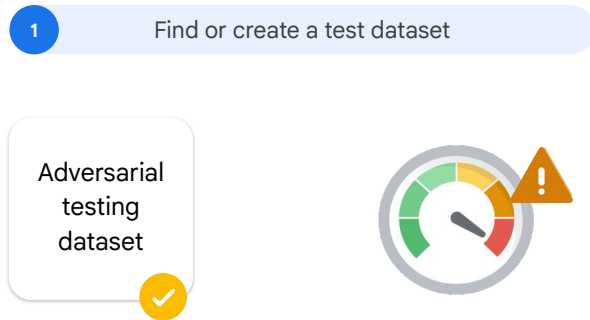 1
Find or create a test dataset
Adversarial
testing
dataset
!